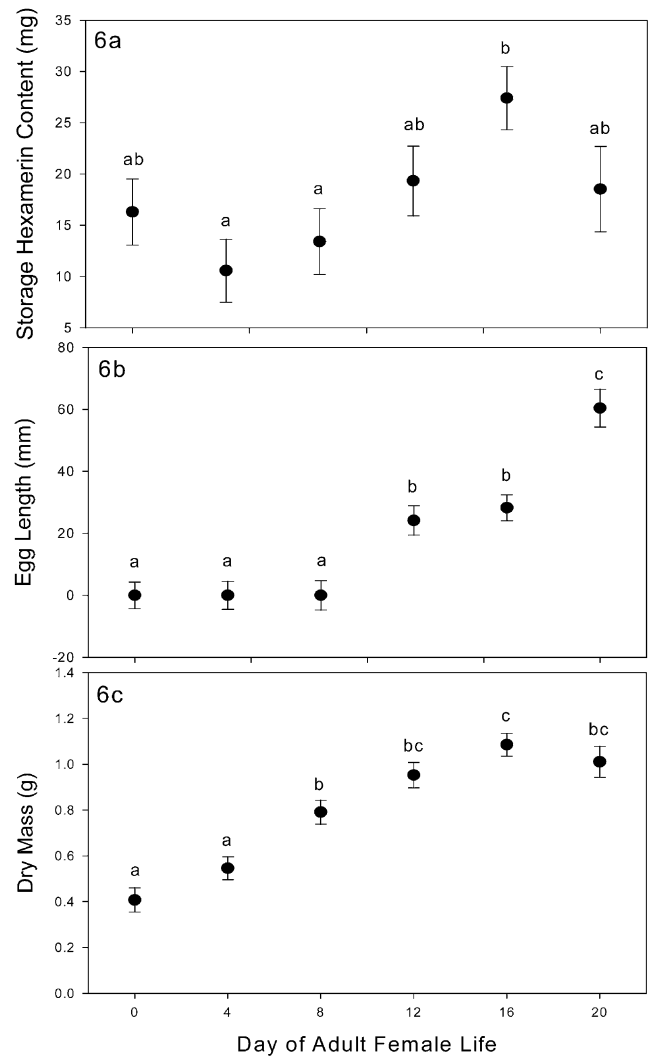 6a
Storage Hexamerin Content (mg)
35
30
25
20
15
10
5
ab
a
a
ab
b
ab
6b
Egg Length (mm)
80
60
40
20
0
-20
a
a
a
b
b
c
6c
Dry Mass (g)
1.4
1.2
1.0
0.8
0.6
0.4
0.2
0.0
a
a
b
bc
c
bc
0 4 8 12 16 20
Day of Adult Female Life